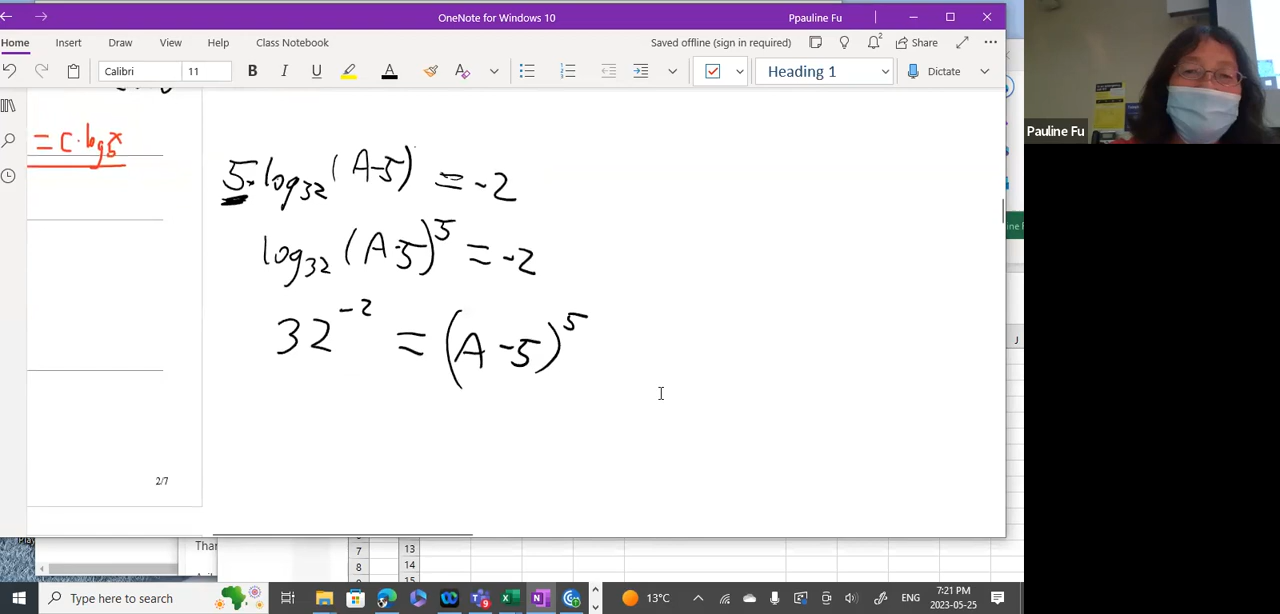 OneNote for Windows 10
Ppauline Fu
Home Insert Draw View Help Class Notebook
Saved offline (sign in required)
Share
Calibri 11 B I U A Heading 1 Dictate
= c·log 5 x
5·log₃₂(A-5) = -2
log₃₂(A-5)⁵ = -2
32⁻² = (A-5)⁵
2/7
Pauline Fu
J
Than
7
8
13
14
15
Type here to search
13°C
ENG
7:21 PM
2023-05-25